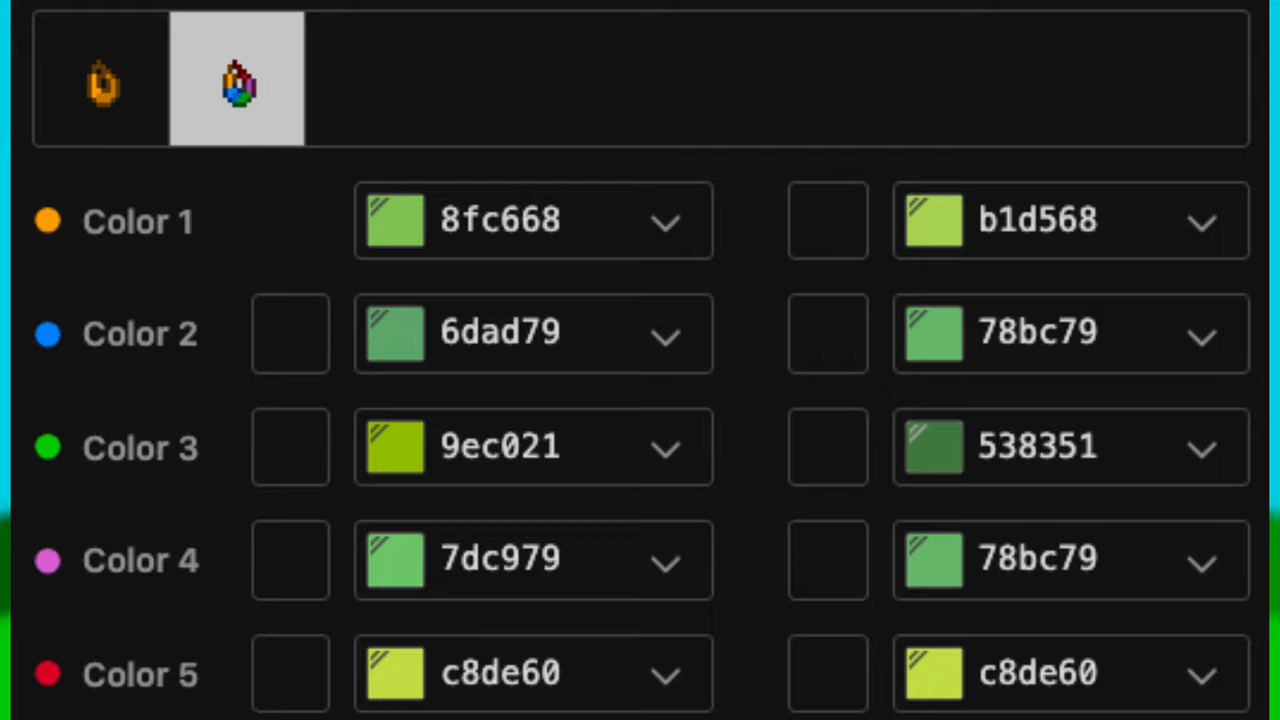 Color 1 8fc668 b1d568
Color 2 6dad79 78bc79
Color 3 9ec021 538351
Color 4 7dc979 78bc79
Color 5 c8de60 c8de60